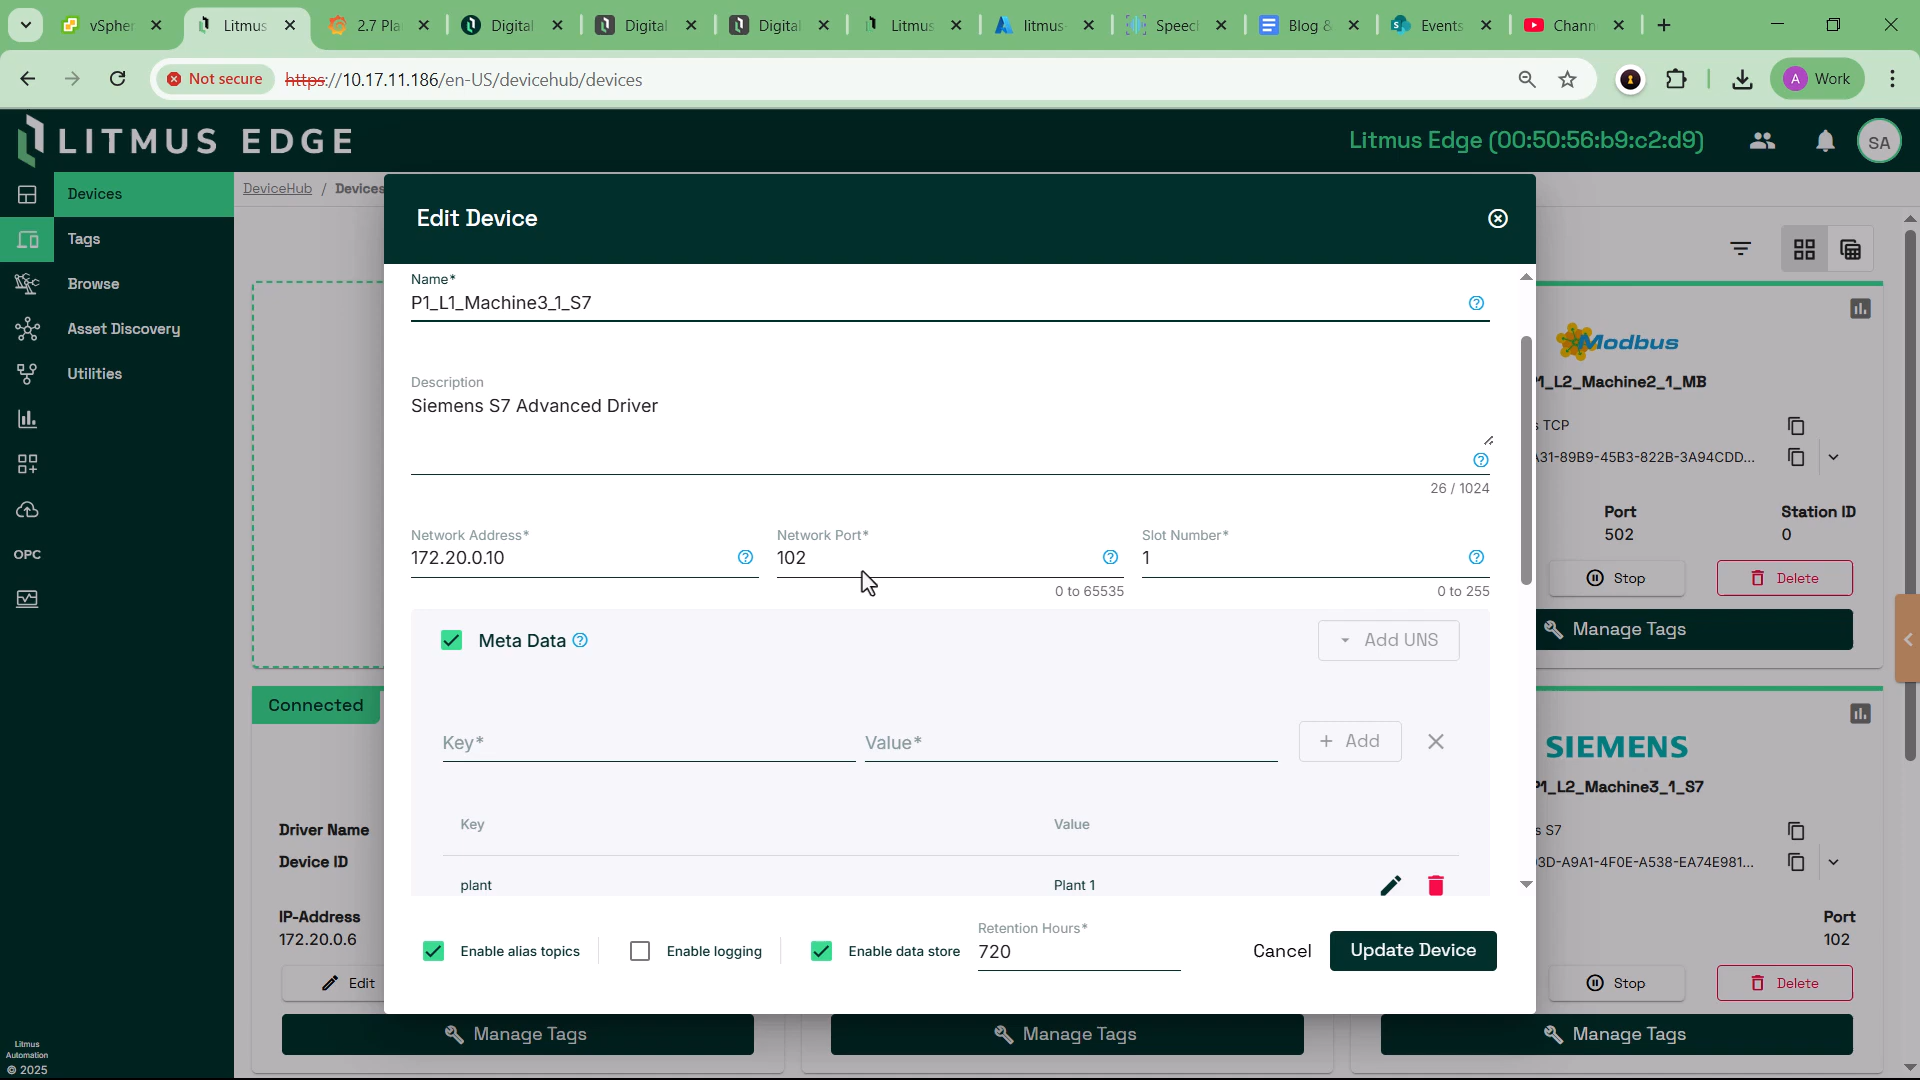 vSpher
Litmus
2.7 Pla
Digital
Digital
Digital
Litmus
litmus
Speech
Blog &
Events
Chann
Not secure
https://10.17.11.186/en-US/devicehub/devices
A
Work
LITMUS EDGE
Litmus Edge (00:50:56:b9:c2:d9)
SA
Devices
Tags
Browse
Asset Discovery
Utilities
OPC
Litmus
Automation
© 2025
DeviceHub / Devices
Edit Device
Name*
P1_L1_Machine3_1_S7
Description
Siemens S7 Advanced Driver
26 / 1024
Network Address*
172.20.0.10
Network Port*
102
0 to 65535
Slot Number*
1
0 to 255
Meta Data
Add UNS
Key*
Value*
+ Add
Key
Value
plant
Plant 1
Enable alias topics
Enable logging
Enable data store
Retention Hours*
720
Cancel
Update Device
Modbus
1_L2_Machine2_1_MB
s TCP
A31-89B9-45B3-822B-3A94CDD...
Port
502
Station ID
0
Stop
Delete
Manage Tags
Connected
Driver Name
Device ID
IP-Address
172.20.0.6
Edit
Manage Tags
Manage Tags
SIEMENS
P1_L2_Machine3_1_S7
s S7
3D-A9A1-4F0E-A538-EA74E981...
Port
102
Stop
Delete
Manage Tags